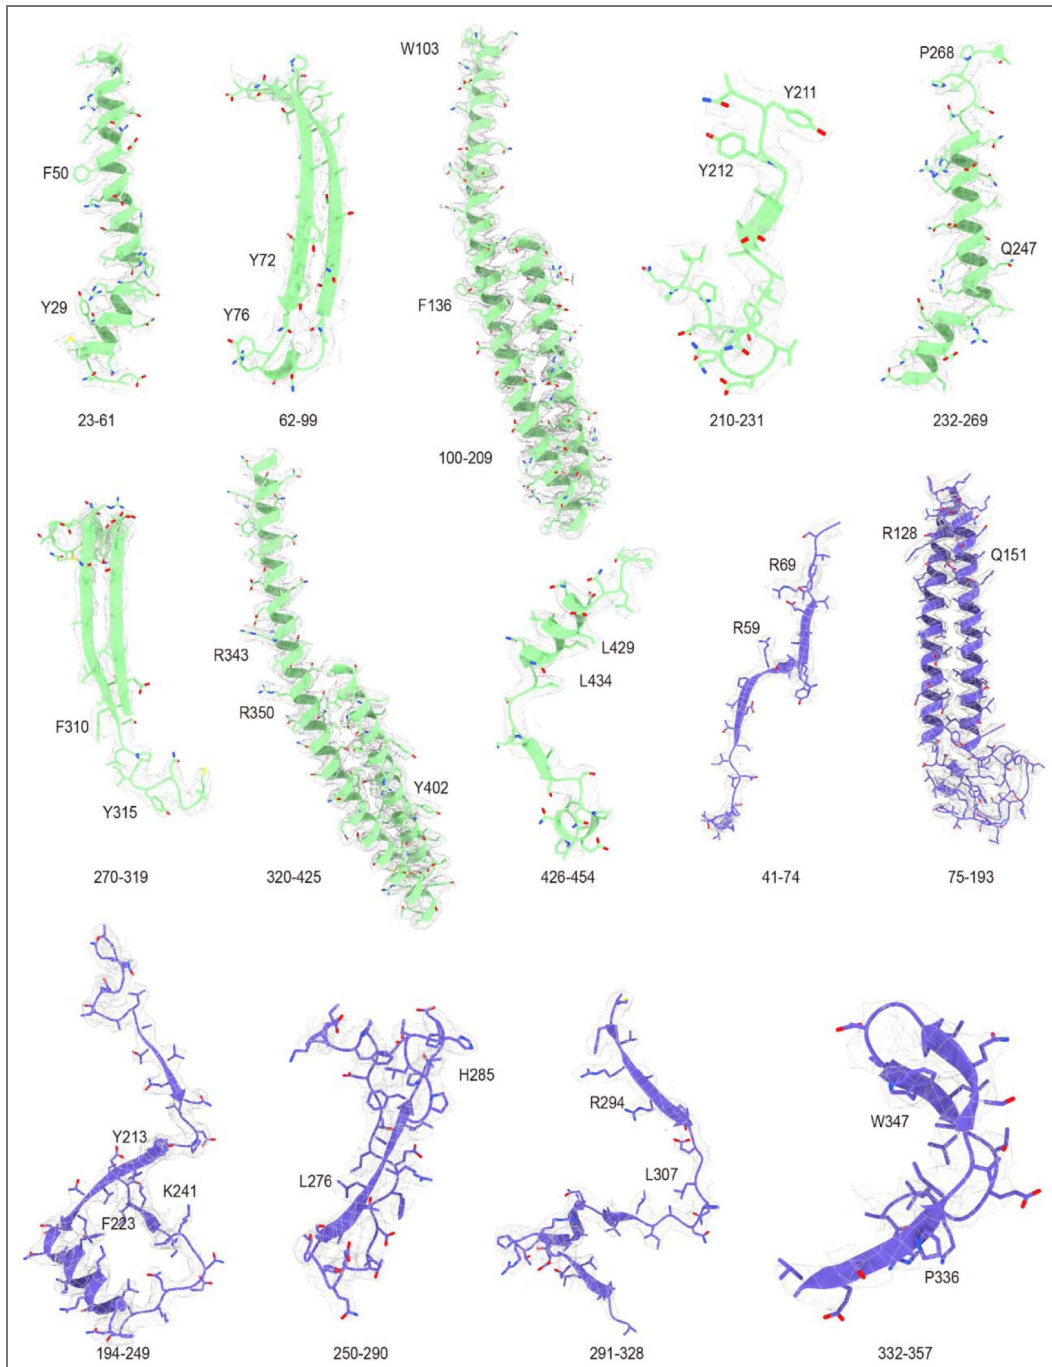 W103
P268
Y211
F50
Y212
Y72
Q247
Y29
Y76
F136
23-61
62-99
210-231
232-269
100-209
R128
Q151
R69
R59
L429
R343
L434
R350
F310
Y402
Y315
270-319
320-425
426-454
41-74
75-193
H285
R294
W347
Y213
L276
L307
K241
F223
P336
194-249
250-290
291-328
332-357